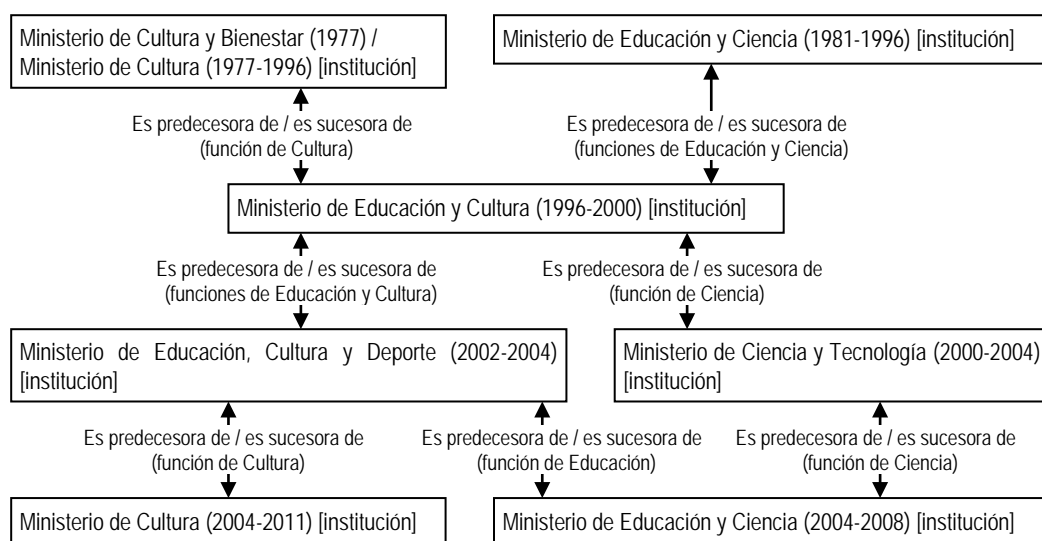 Ministerio de Cultura y Bienestar (1977) /
Ministerio de Cultura (1977-1996) [institución]
Ministerio de Educación y Ciencia (1981-1996) [institución]
Es predecesora de / es sucesora de
(función de Cultura)
Es predecesora de / es sucesora de
(funciones de Educación y Ciencia)
Ministerio de Educación y Cultura (1996-2000) [institución]
Es predecesora de / es sucesora de
(funciones de Educación y Cultura)
Es predecesora de / es sucesora de
(función de Ciencia)
Ministerio de Educación, Cultura y Deporte (2002-2004)
[institución]
Ministerio de Ciencia y Tecnología (2000-2004)
[institución]
Es predecesora de / es sucesora de
(función de Cultura)
Es predecesora de / es sucesora de
(función de Educación)
Es predecesora de / es sucesora de
(función de Ciencia)
Ministerio de Cultura (2004-2011) [institución]
Ministerio de Educación y Ciencia (2004-2008) [institución]